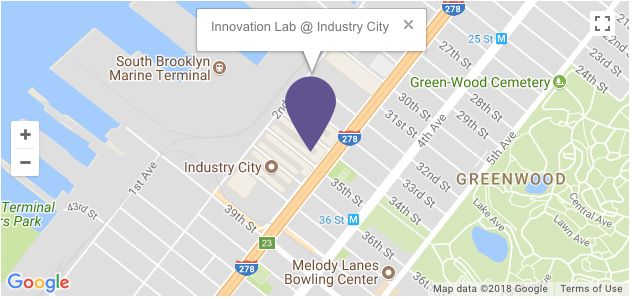 278
Innovation Lab @ Industry City
25 St M
27th St
24th St
South Brooklyn
Marine Terminal
Green-Wood Cemetery
2nd
30th St
28th St
31st St
4th Ave
29th St
278
5th Ave
+
−
1st Ave
Industry City
32nd St
33rd St
GREENWOOD
35th St
Central Ave
Terminal
rs Park
43rd St
39th St
36 St M
34th St
Lake Ave
Lawn Ave
23
36th St
36th St
278
Melody Lanes
Bowling Center
Google
Map data ©2018 Google
Terms of Use